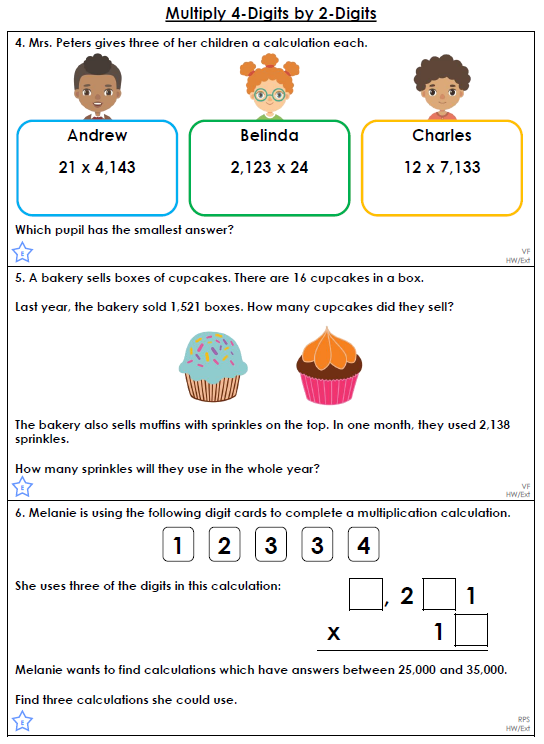 Multiply 4-Digits by 2-Digits
4. Mrs. Peters gives three of her children a calculation each.
Andrew
Belinda
Charles
21 x 4,143
2,123 x 24
12 x 7,133
Which pupil has the smallest answer?
E
VF
HW/Ext
5. A bakery sells boxes of cupcakes. There are 16 cupcakes in a box.
Last year, the bakery sold 1,521 boxes. How many cupcakes did they sell?
The bakery also sells muffins with sprinkles on the top. In one month, they used 2,138
sprinkles.
How many sprinkles will they use in the whole year?
E
VF
HW/Ext
6. Melanie is using the following digit cards to complete a multiplication calculation.
1 2 3 3 4
She uses three of the digits in this calculation:
, 2 1
x 1
Melanie wants to find calculations which have answers between 25,000 and 35,000.
Find three calculations she could use.
E
RPS
HW/Ext